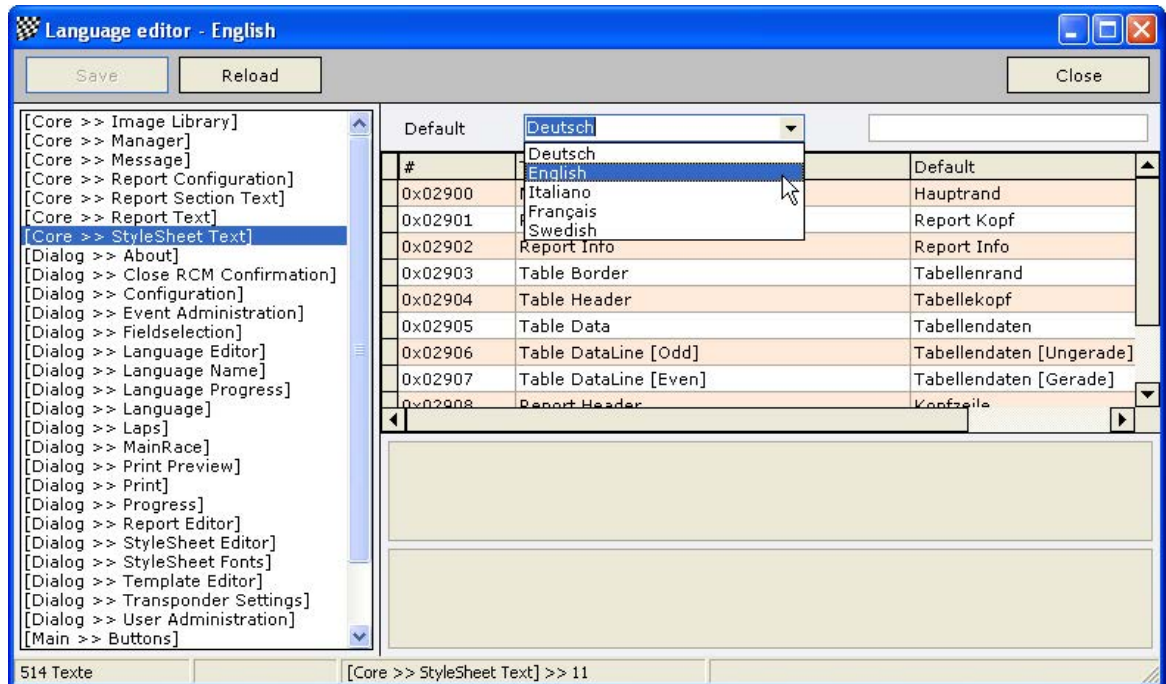 Language editor - English
Save
Reload
Close
[Core >> Image Library]
[Core >> Manager]
[Core >> Message]
[Core >> Report Configuration]
[Core >> Report Section Text]
[Core >> Report Text]
[Core >> StyleSheet Text]
[Dialog >> About]
[Dialog >> Close RCM Confirmation]
[Dialog >> Configuration]
[Dialog >> Event Administration]
[Dialog >> Fieldselection]
[Dialog >> Language Editor]
[Dialog >> Language Name]
[Dialog >> Language Progress]
[Dialog >> Language]
[Dialog >> Laps]
[Dialog >> MainRace]
[Dialog >> Print Preview]
[Dialog >> Print]
[Dialog >> Progress]
[Dialog >> Report Editor]
[Dialog >> StyleSheet Editor]
[Dialog >> StyleSheet Fonts]
[Dialog >> Template Editor]
[Dialog >> Transponder Settings]
[Dialog >> User Administration]
[Main >> Buttons]
Default Deutsch
Deutsch
English
Italiano
Français
Swedish
# Default
0x02900 Hauptrand
0x02901 Report Kopf
0x02902 Report Info Report Info
0x02903 Table Border Tabellenrand
0x02904 Table Header Tabellekopf
0x02905 Table Data Tabellendaten
0x02906 Table DataLine [Odd] Tabellendaten [Ungerade]
0x02907 Table DataLine [Even] Tabellendaten [Gerade]
0x02908 Report Header Kopfzeile
514 Texte [Core >> StyleSheet Text] >> 11